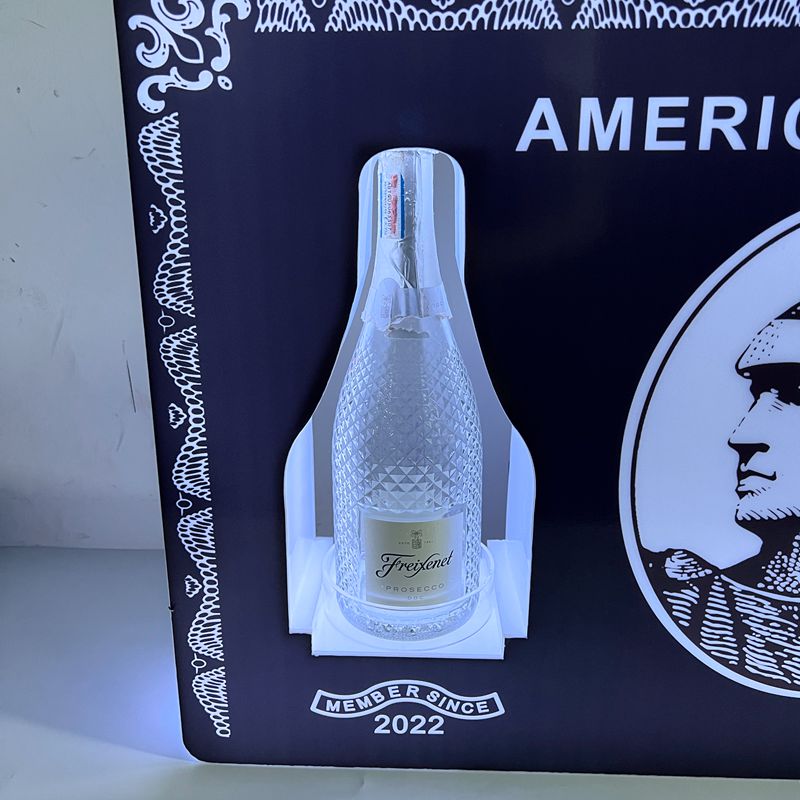 AMERIC
Freixenet
PROSECCO
MEMBER SINCE
2022